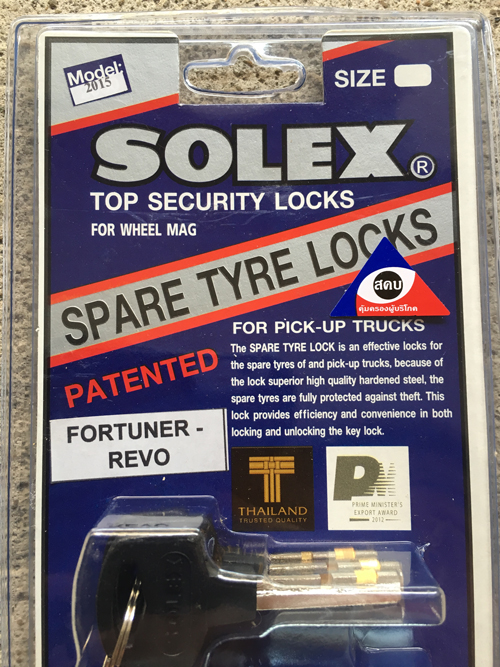 Model:
2015
SIZE
SOLEX®
TOP SECURITY LOCKS
FOR WHEEL MAG
SPARE TYRE LOCKS
สคบ
คุ้มครองผู้บริโภค
FOR PICK-UP TRUCKS
PATENTED
The SPARE TYRE LOCK is an effective locks for
the spare tyres of and pick-up trucks, because of
the lock superior high quality hardened steel, the
spare tyres are fully protected against theft. This
lock provides efficiency and convenience in both
locking and unlocking the key lock.
FORTUNER -
REVO
THAILAND
TRUSTED QUALITY
PM
PRIME MINISTER'S
EXPORT AWARD
2012
SOLEX